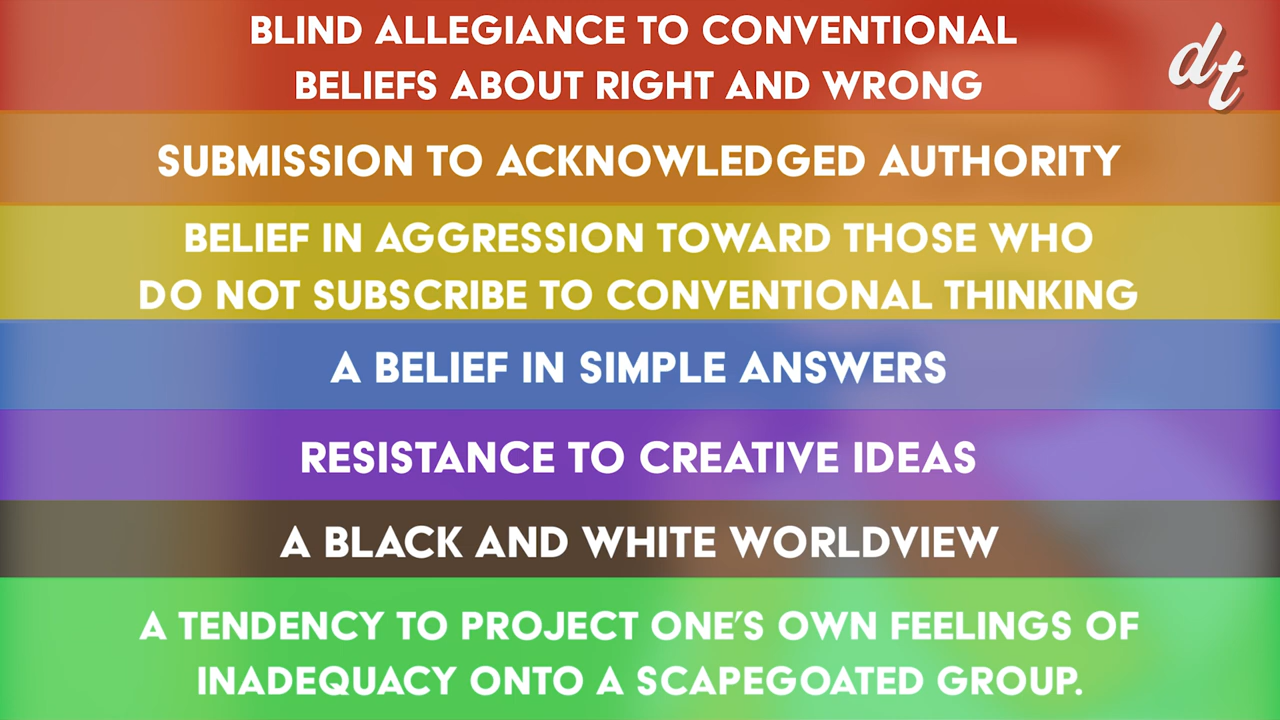 BLIND ALLEGIANCE TO CONVENTIONAL
BELIEFS ABOUT RIGHT AND WRONG
dt
SUBMISSION TO ACKNOWLEDGED AUTHORITY
BELIEF IN AGGRESSION TOWARD THOSE WHO
DO NOT SUBSCRIBE TO CONVENTIONAL THINKING
A BELIEF IN SIMPLE ANSWERS
RESISTANCE TO CREATIVE IDEAS
A BLACK AND WHITE WORLDVIEW
A TENDENCY TO PROJECT ONE'S OWN FEELINGS OF
INADEQUACY ONTO A SCAPEGOATED GROUP.